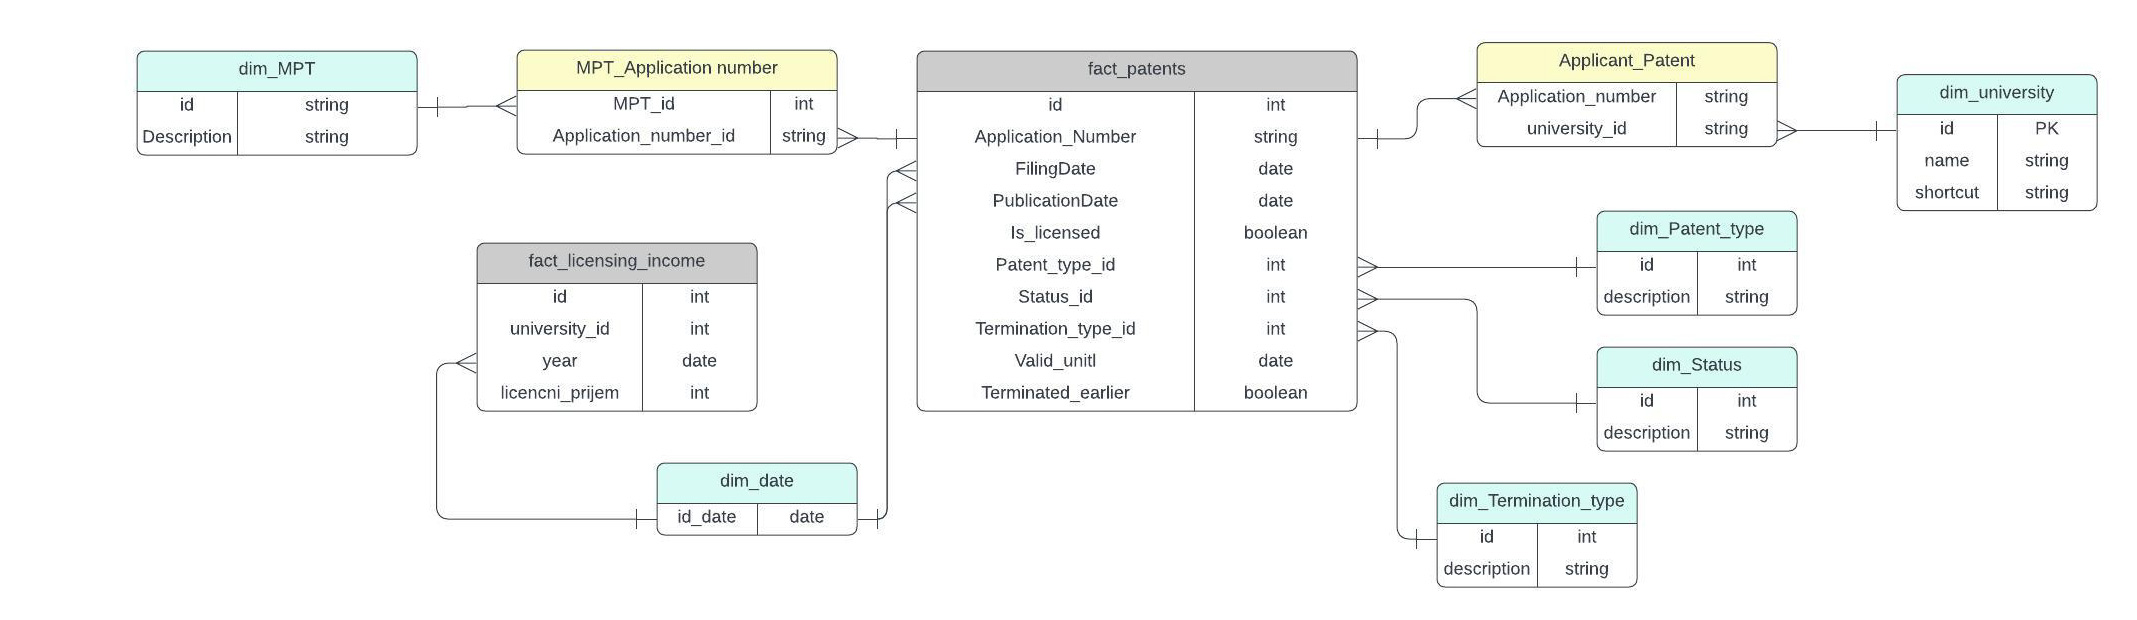 dim_MPT
id string
Description string
MPT_Application number
MPT_id int
Application_number_id string
fact_patents
id int
Application_Number string
FilingDate date
PublicationDate date
Is_licensed boolean
Patent_type_id int
Status_id int
Termination_type_id int
Valid_unitl date
Terminated_earlier boolean
Applicant_Patent
Application_number string
university_id string
dim_university
id PK
name string
shortcut string
dim_Patent_type
id int
description string
fact_licensing_income
id int
university_id int
year date
licencni_prijem int
dim_Status
id int
description string
dim_date
id_date date
dim_Termination_type
id int
description string